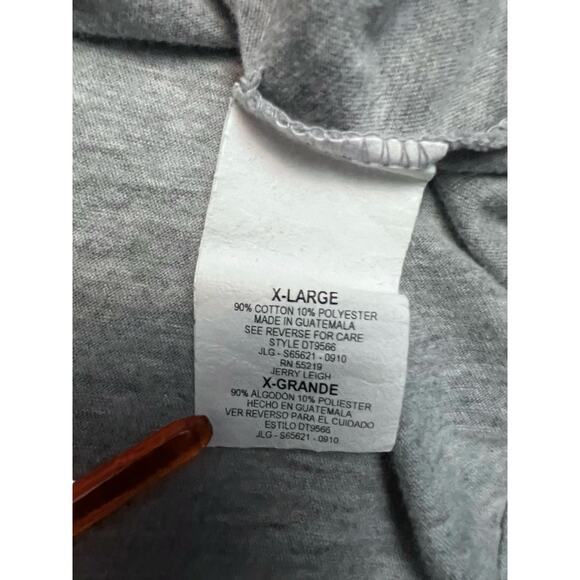 X-LARGE
90% COTTON 10% POLYESTER
MADE IN GUATEMALA
SEE REVERSE FOR CARE
STYLE DT9566
JLG - S65621 - 0910
RN 55219
JERRY LEIGH
X-GRANDE
90% ALGODÓN 10% POLIESTER
HECHO EN GUATEMALA
VER REVERSO PARA EL CUIDADO
ESTILO DT9566
JLG - S65621 - 0910